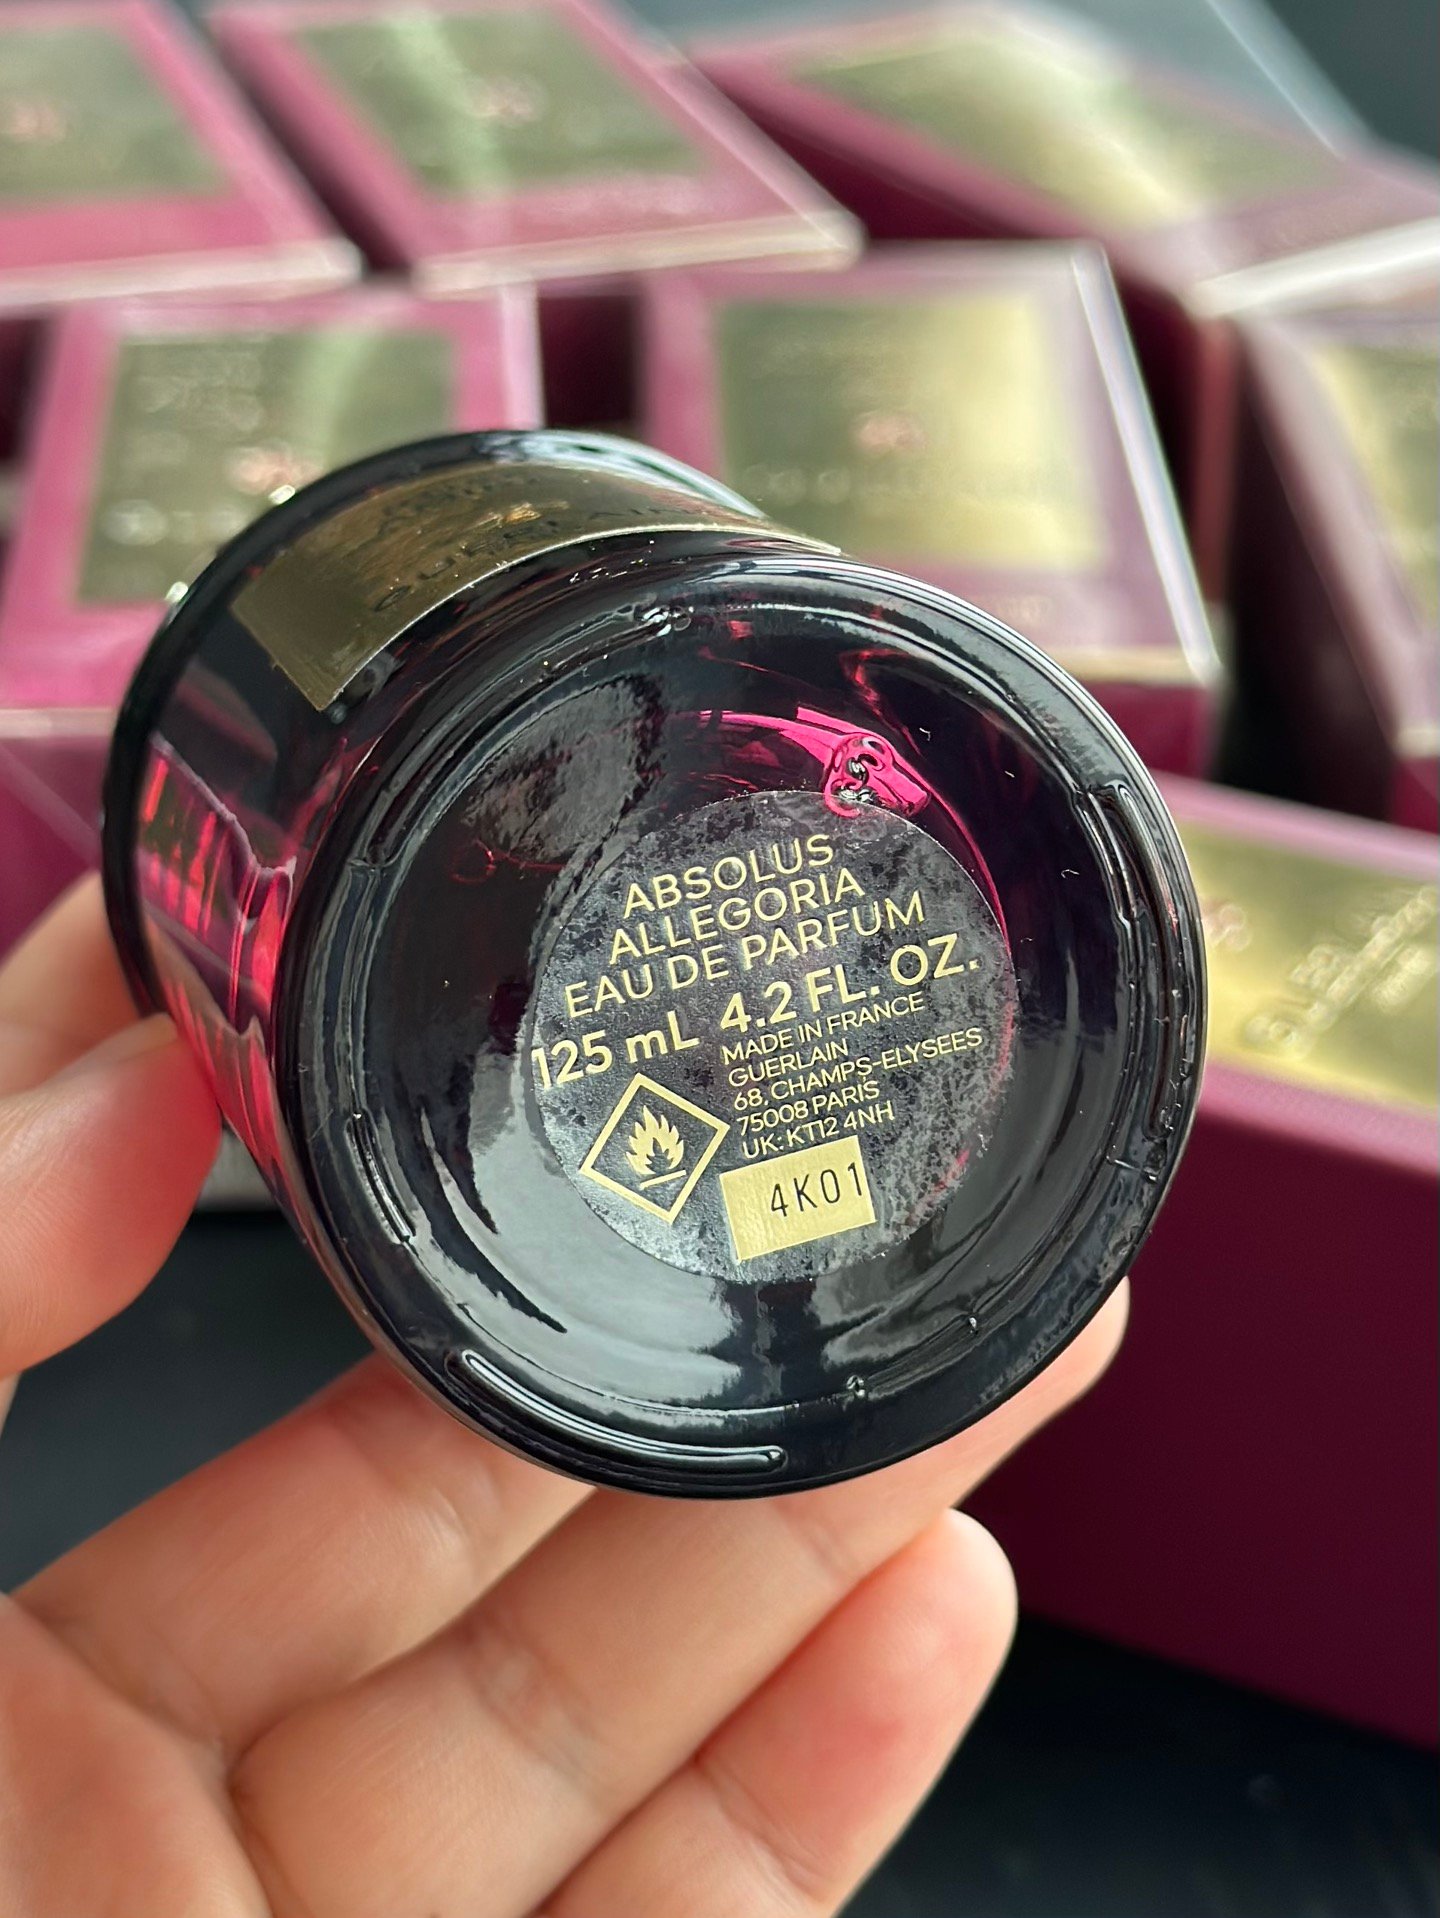 ABSOLUS
ALLEGORIA
EAU DE PARFUM
125 mL 4.2 FL. OZ.
MADE IN FRANCE
GUERLAIN
68, CHAMPS-ELYSEES
75008 PARIS
UK: KT12 4NH
4K01